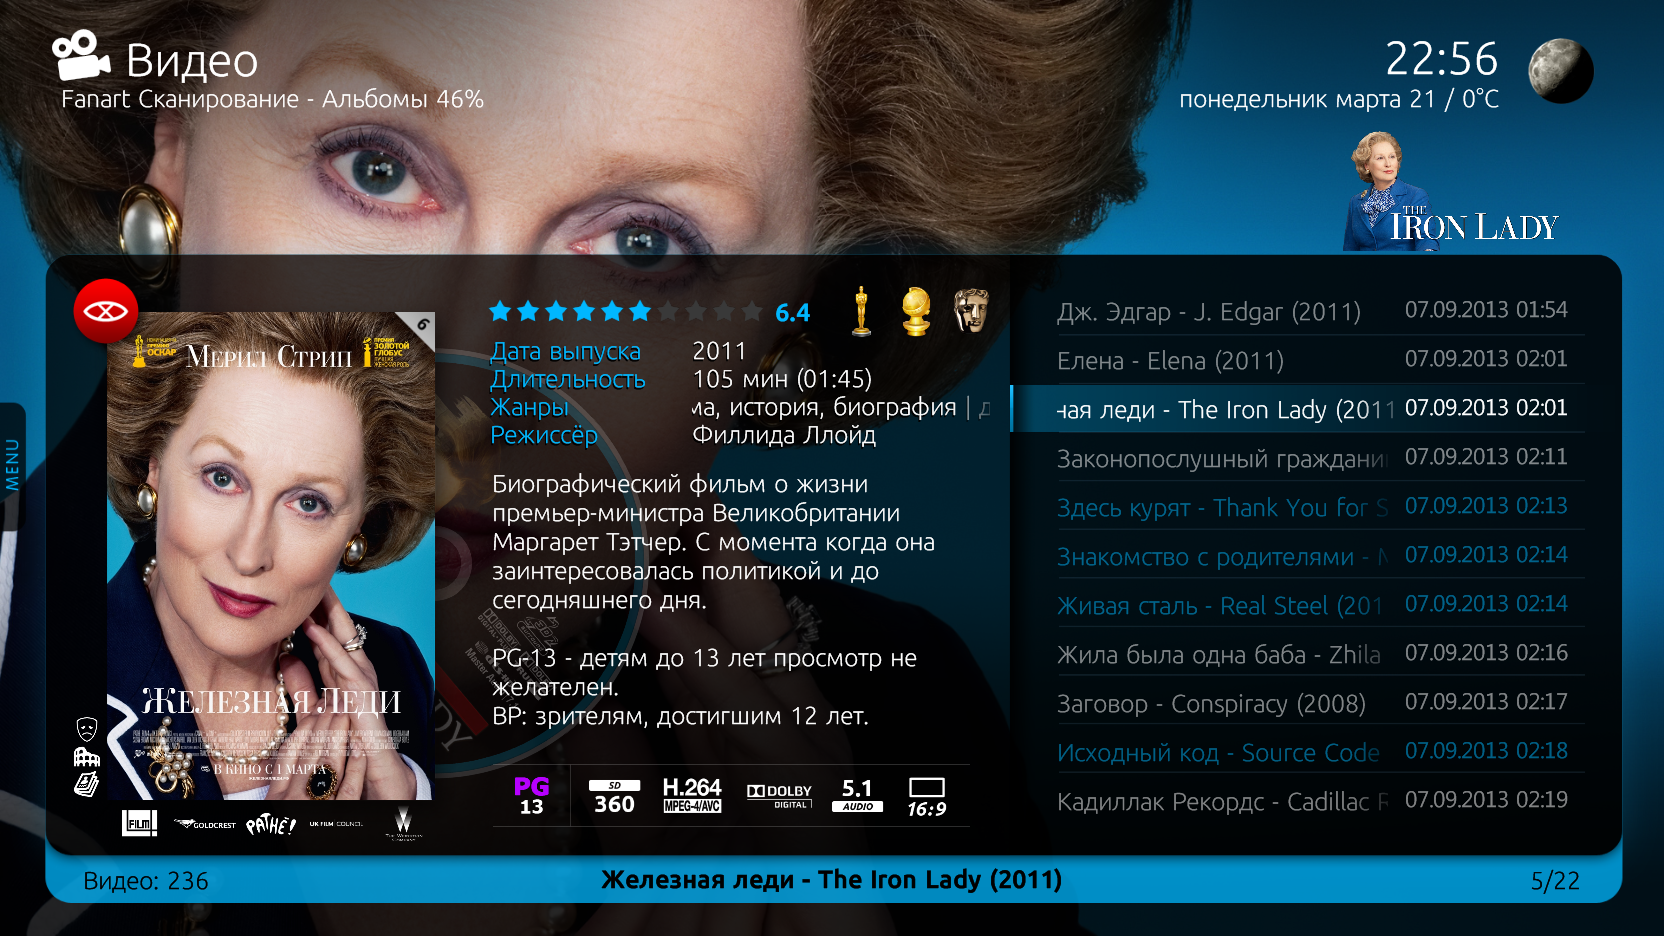 Видео
Fanart Сканирование - Альбомы 46%
22:56
понедельник марта 21 / 0°C
THE
IRON LADY
MENU
6
ОСКАР
МЕРИЛ СТРИП
ПРЕМИЯ
ЗОЛОТОЙ
ГЛОБУС
ЖЕЛЕЗНАЯ ЛЕДИ
В КИНО С 1 МАРТА
FILM
GOLDCREST
PATHÉ!
UK FILM COUNCIL
6.4
Дата выпуска 2011
Длительность 105 мин (01:45)
Жанры ма, история, биография | д
Режиссёр Филлида Ллойд
Биографический фильм о жизни
премьер-министра Великобритании
Маргарет Тэтчер. С момента когда она
заинтересовалась политикой и до
сегодняшнего дня.
PG-13 - детям до 13 лет просмотр не
желателен.
ВР: зрителям, достигшим 12 лет.
PG 13
SD 360
H.264 MPEG-4/AVC
DOLBY DIGITAL
5.1 AUDIO
16:9
Дж. Эдгар - J. Edgar (2011) 07.09.2013 01:54
Елена - Elena (2011) 07.09.2013 02:01
ная леди - The Iron Lady (2011 07.09.2013 02:01
Законопослушный граждани 07.09.2013 02:11
Здесь курят - Thank You for S 07.09.2013 02:13
Знакомство с родителями - M 07.09.2013 02:14
Живая сталь - Real Steel (201 07.09.2013 02:14
Жила была одна баба - Zhila 07.09.2013 02:16
Заговор - Conspiracy (2008) 07.09.2013 02:17
Исходный код - Source Code 07.09.2013 02:18
Кадиллак Рекордс - Cadillac R 07.09.2013 02:19
Видео: 236
Железная леди - The Iron Lady (2011)
5/22